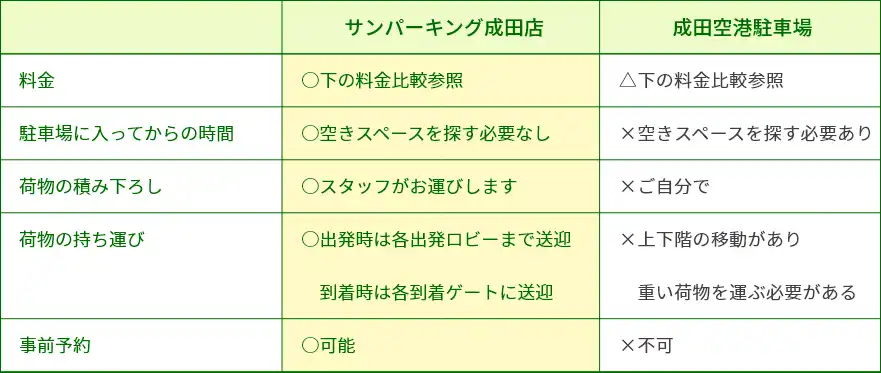 サンパーキング成田店 成田空港駐車場
料金 ○下の料金比較参照 △下の料金比較参照
駐車場に入ってからの時間 ○空きスペースを探す必要なし ×空きスペースを探す必要あり
荷物の積み下ろし ○スタッフがお運びします ×ご自分で
荷物の持ち運び ○出発時は各出発ロビーまで送迎 ×上下階の移動があり
到着時は各到着ゲートに送迎 重い荷物を運ぶ必要がある
事前予約 ○可能 ×不可